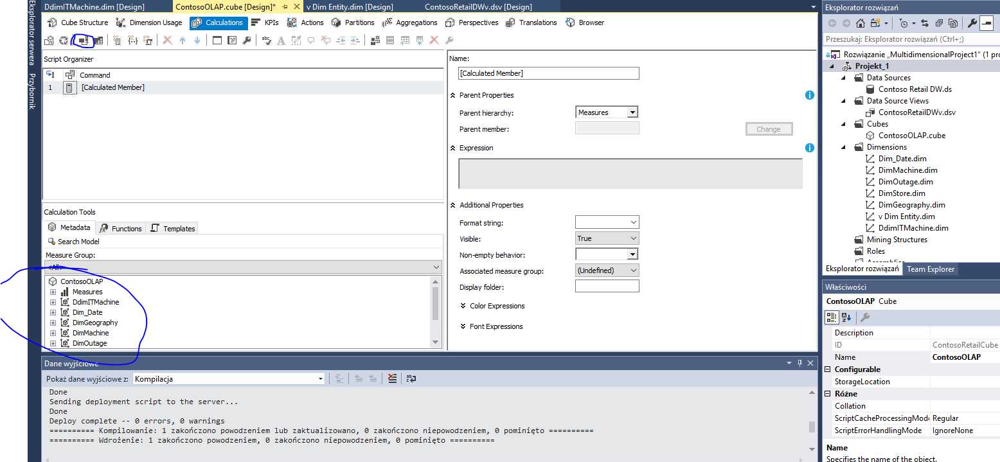 DdimITMachine.dim [Design]
ContosoOLAP.cube [Design]*
v Dim Entity.dim [Design]
ContosoRetailDWv.dsv [Design]
Cube Structure
Dimension Usage
Calculations
KPIs
Actions
Partitions
Aggregations
Perspectives
Translations
Browser
Eksplorator serwera
Przybornik
Script Organizer
Command
1 [Calculated Member]
Calculation Tools
Metadata
Functions
Templates
Search Model
Measure Group:
<All>
ContosoOLAP
Measures
DdimITMachine
Dim_Date
DimGeography
DimMachine
DimOutage
Name:
[Calculated Member]
Parent Properties
Parent hierarchy: Measures
Parent member:
Change
Expression
Additional Properties
Format string:
Visible: True
Non-empty behavior:
Associated measure group: (Undefined)
Display folder:
Color Expressions
Font Expressions
Dane wyjściowe
Pokaż dane wyjściowe z: Kompilacja
Done
Sending deployment script to the server...
Done
Deploy complete -- 0 errors, 0 warnings
========== Kompilowanie: 1 zakończono powodzeniem lub zaktualizowano, 0 zakończono niepowodzeniem, 0 pominięto ==========
========== Wdrożenie: 1 zakończono powodzeniem, 0 zakończono niepowodzeniem, 0 pominięto ==========
Eksplorator rozwiązań
Przeszukaj: Eksplorator rozwiązań (Ctrl+;)
Rozwiązanie „MultidimensionalProject1” (1 pro
Projekt_1
Data Sources
Contoso Retail DW.ds
Data Source Views
ContosoRetailDWv.dsv
Cubes
ContosoOLAP.cube
Dimensions
Dim_Date.dim
DimMachine.dim
DimOutage.dim
DimStore.dim
DimGeography.dim
v Dim Entity.dim
DdimITMachine.dim
Mining Structures
Roles
Eksplorator rozwiązań
Team Explorer
Właściwości
ContosoOLAP Cube
Description
ID ContosoRetailCube
Name ContosoOLAP
Configurable
StorageLocation
Różne
Collation
ScriptCacheProcessingMode Regular
ScriptErrorHandlingMode IgnoreNone
Name
Specifies the name of the object.